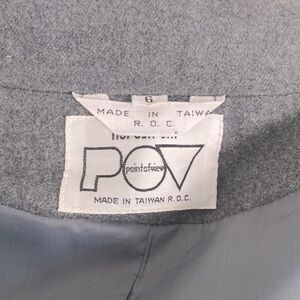 6
MADE IN TAIWA
R. O. C.
POV
pointofview
MADE IN TAIWAN R.O.C.